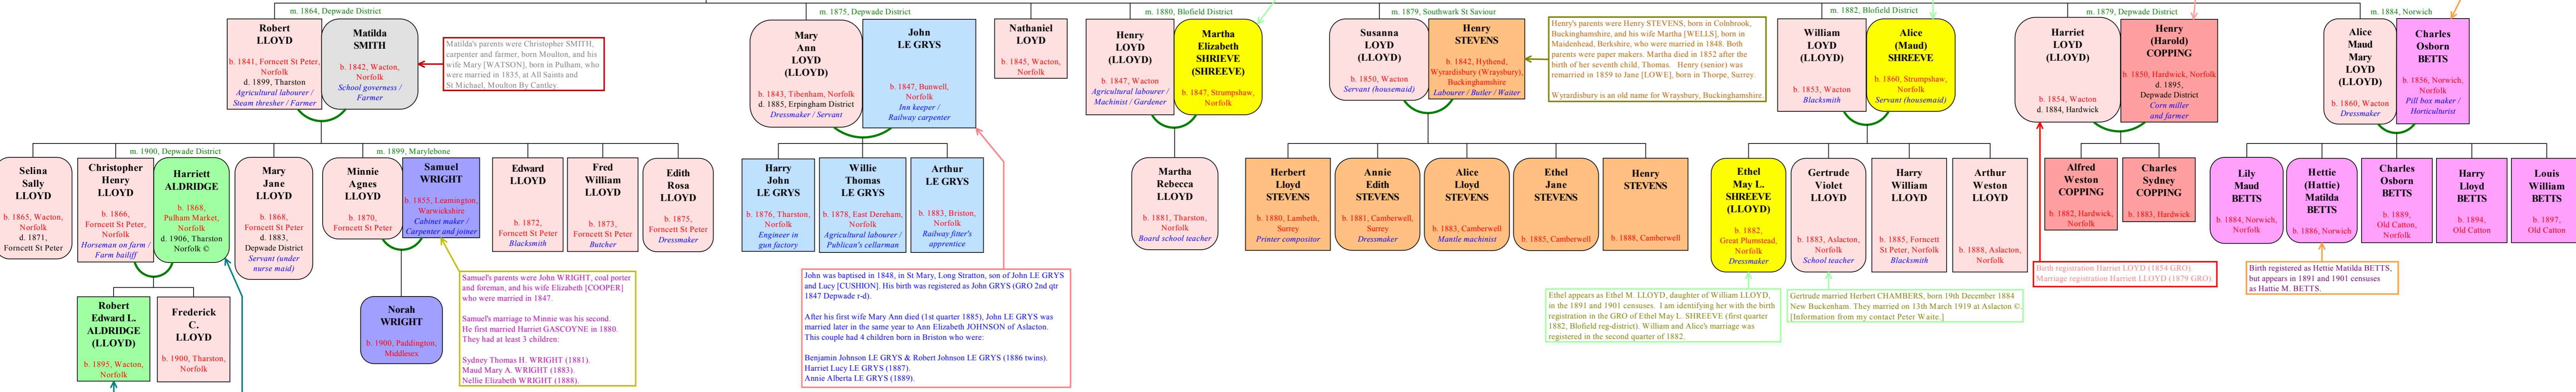 m. 1864, Depwade District
Robert
LLOYD
b. 1841, Forncett St Peter,
Norfolk
d. 1899, Tharston
Agricultural labourer /
Steam thresher / Farmer
Matilda
SMITH
b. 1842, Wacton,
Norfolk
School governess /
Farmer
Matilda's parents were Christopher SMITH,
carpenter and farmer, born Moulton, and his
wife Mary [WATSON], born in Pulham, who
were married in 1835, at All Saints and
St Michael, Moulton By Cantley.
m. 1875, Depwade District
Mary
Ann
LOYD
(LLOYD)
b. 1843, Tibenham, Norfolk
d. 1885, Erpingham District
Dressmaker / Servant
John
LE GRYS
b. 1847, Bunwell,
Norfolk
Inn keeper /
Railway carpenter
Nathaniel
LOYD
b. 1845, Wacton,
Norfolk
m. 1880, Blofield District
Henry
LOYD
(LLOYD)
b. 1847, Wacton
Agricultural labourer /
Machinist / Gardener
Martha
Elizabeth
SHRIEVE
(SHREEVE)
b. 1847, Strumpshaw,
Norfolk
m. 1879, Southwark St Saviour
Susanna
LOYD
(LLOYD)
b. 1850, Wacton
Servant (housemaid)
Henry
STEVENS
b. 1842, Hythend,
Wyrardisbury (Wraysbury),
Buckinghamshire
Labourer / Butler / Waiter
Henry's parents were Henry STEVENS, born in Colnbrook,
Buckinghamshire, and his wife Martha [WELLS], born in
Maidenhead, Berkshire, who were married in 1848. Both
parents were paper makers. Martha died in 1852 after the
birth of her seventh child, Thomas. Henry (senior) was
remarried in 1859 to Jane [LOWE], born in Thorpe, Surrey.
Wyrardisbury is an old name for Wraysbury, Buckinghamshire.
m. 1882, Blofield District
William
LOYD
(LLOYD)
b. 1853, Wacton
Blacksmith
Alice
(Maud)
SHREEVE
b. 1860, Strumpshaw,
Norfolk
Servant (housemaid)
m. 1879, Depwade District
Harriet
LOYD
(LLOYD)
b. 1854, Wacton
d. 1884, Hardwick
Henry
(Harold)
COPPING
b. 1850, Hardwick, Norfolk
d. 1895,
Depwade District
Corn miller
and farmer
m. 1884, Norwich
Alice
Maud
Mary
LOYD
(LLOYD)
b. 1860, Wacton
Dressmaker
Charles
Osborn
BETTS
b. 1856, Norwich,
Norfolk
Pill box maker /
Horticulturist
Selina
Sally
LLOYD
b. 1865, Wacton,
Norfolk
d. 1871,
Forncett St Peter
m. 1900, Depwade District
Christopher
Henry
LLOYD
b. 1866,
Forncett St Peter,
Norfolk
Horseman on farm /
Farm bailiff
Harriett
ALDRIDGE
b. 1868,
Pulham Market,
Norfolk
d. 1906, Tharston
Norfolk ©
Mary
Jane
LLOYD
b. 1868,
Forncett St Peter
d. 1883,
Depwade District
Servant (under
nurse maid)
m. 1899, Marylebone
Minnie
Agnes
LLOYD
b. 1870,
Forncett St Peter
Samuel
WRIGHT
b. 1855, Leamington,
Warwickshire
Cabinet maker /
Carpenter and joiner
Edward
LLOYD
b. 1872,
Forncett St Peter
Blacksmith
Fred
William
LLOYD
b. 1873,
Forncett St Peter
Butcher
Edith
Rosa
LLOYD
b. 1875,
Forncett St Peter
Dressmaker
Harry
John
LE GRYS
b. 1876, Tharston,
Norfolk
Engineer in
gun factory
Willie
Thomas
LE GRYS
b. 1878, East Dereham,
Norfolk
Agricultural labourer /
Publican's cellarman
Arthur
LE GRYS
b. 1883, Briston,
Norfolk
Railway fitter's
apprentice
Martha
Rebecca
LLOYD
b. 1881, Tharston,
Norfolk
Board school teacher
Herbert
Lloyd
STEVENS
b. 1880, Lambeth,
Surrey
Printer compositor
Annie
Edith
STEVENS
b. 1881, Camberwell,
Surrey
Dressmaker
Alice
Lloyd
STEVENS
b. 1883, Camberwell
Mantle machinist
Ethel
Jane
STEVENS
b. 1885, Camberwell
Henry
STEVENS
b. 1888, Camberwell
Ethel
May L.
SHREEVE
(LLOYD)
b. 1882,
Great Plumstead,
Norfolk
Dressmaker
Gertrude
Violet
LLOYD
b. 1883, Aslacton,
Norfolk
School teacher
Harry
William
LLOYD
b. 1885, Forncett
St Peter, Norfolk
Blacksmith
Arthur
Weston
LLOYD
b. 1888, Aslacton,
Norfolk
Alfred
Weston
COPPING
b. 1882, Hardwick,
Norfolk
Charles
Sydney
COPPING
b. 1883, Hardwick
Lily
Maud
BETTS
b. 1884, Norwich,
Norfolk
Hettie
(Hattie)
Matilda
BETTS
b. 1886, Norwich
Charles
Osborn
BETTS
b. 1889,
Old Catton,
Norfolk
Harry
Lloyd
BETTS
b. 1894,
Old Catton
Louis
William
BETTS
b. 1897,
Old Catton
Robert
Edward L.
ALDRIDGE
(LLOYD)
b. 1895, Wacton,
Norfolk
Frederick
C.
LLOYD
b. 1900, Tharston,
Norfolk
Norah
WRIGHT
b. 1900, Paddington,
Middlesex
Samuel's parents were John WRIGHT, coal porter
and foreman, and his wife Elizabeth [COOPER]
who were married in 1847.
Samuel's marriage to Minnie was his second.
He first married Harriet GASCOYNE in 1880.
They had at least 3 children:
Sydney Thomas H. WRIGHT (1881).
Maud Mary A. WRIGHT (1883).
Nellie Elizabeth WRIGHT (1888).
John was baptised in 1848, in St Mary, Long Stratton, son of John LE GRYS
and Lucy [CUSHION]. His birth was registered as John GRYS (GRO 2nd qtr
1847 Depwade r-d).
After his first wife Mary Ann died (1st quarter 1885), John LE GRYS was
married later in the same year to Ann Elizabeth JOHNSON of Aslacton.
This couple had 4 children born in Briston who were:
Benjamin Johnson LE GRYS & Robert Johnson LE GRYS (1886 twins).
Harriet Lucy LE GRYS (1887).
Annie Alberta LE GRYS (1889).
Ethel appears as Ethel M. LLOYD, daughter of William LLOYD,
in the 1891 and 1901 censuses. I am identifying her with the birth
registration in the GRO of Ethel May L. SHREEVE (first quarter
1882, Blofield reg-district). William and Alice's marriage was
registered in the second quarter of 1882.
Gertrude married Herbert CHAMBERS, born 19th December 1884
New Buckenham. They married on 13th March 1919 at Aslacton ©.
[Information from my contact Peter Waite.]
Birth registration Harriet LOYD (1854 GRO).
Marriage registration Harriett LLOYD (1879 GRO).
Birth registered as Hettie Matilda BETTS,
but appears in 1891 and 1901 censuses
as Hattie M. BETTS.